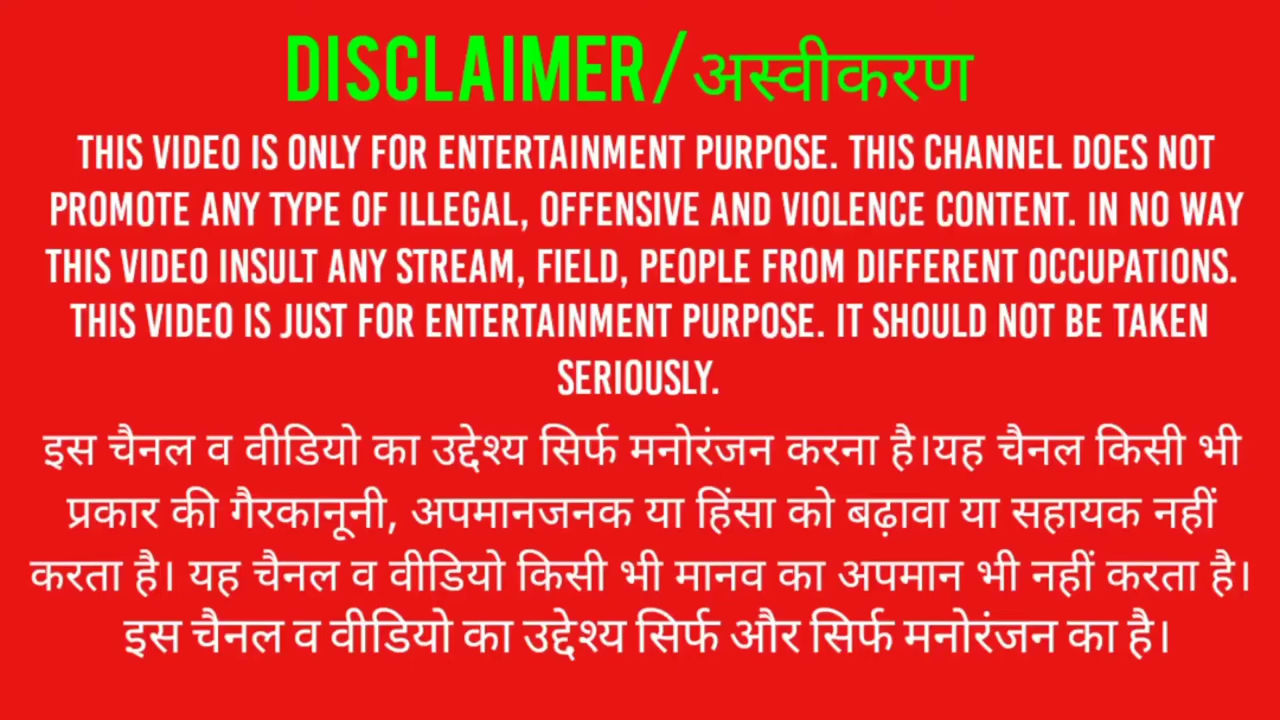 DISCLAIMER/अस्वीकरण
THIS VIDEO IS ONLY FOR ENTERTAINMENT PURPOSE. THIS CHANNEL DOES NOT
PROMOTE ANY TYPE OF ILLEGAL, OFFENSIVE AND VIOLENCE CONTENT. IN NO WAY
THIS VIDEO INSULT ANY STREAM, FIELD, PEOPLE FROM DIFFERENT OCCUPATIONS.
THIS VIDEO IS JUST FOR ENTERTAINMENT PURPOSE. IT SHOULD NOT BE TAKEN
SERIOUSLY.
इस चैनल व वीडियो का उद्देश्य सिर्फ मनोरंजन करना है।यह चैनल किसी भी
प्रकार की गैरकानूनी, अपमानजनक या हिंसा को बढ़ावा या सहायक नहीं
करता है। यह चैनल व वीडियो किसी भी मानव का अपमान भी नहीं करता है।
इस चैनल व वीडियो का उद्देश्य सिर्फ और सिर्फ मनोरंजन का है।